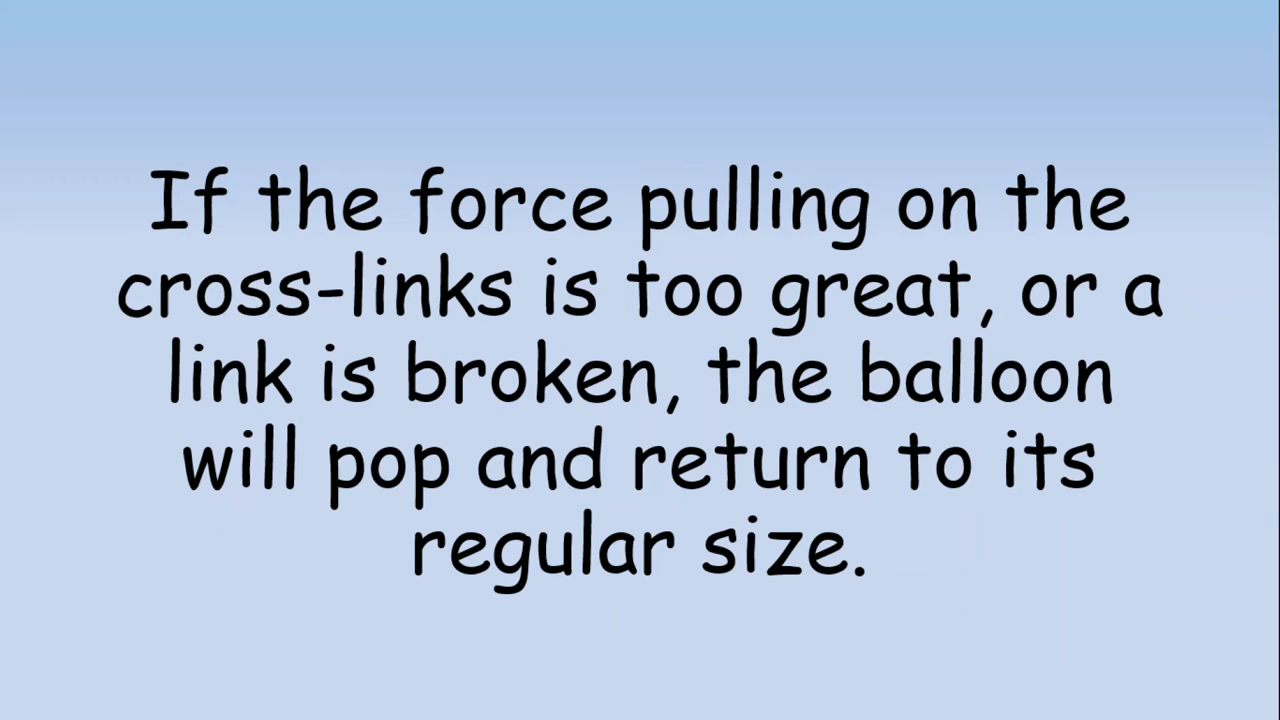 If the force pulling on the
cross-links is too great, or a
link is broken, the balloon
will pop and return to its
regular size.